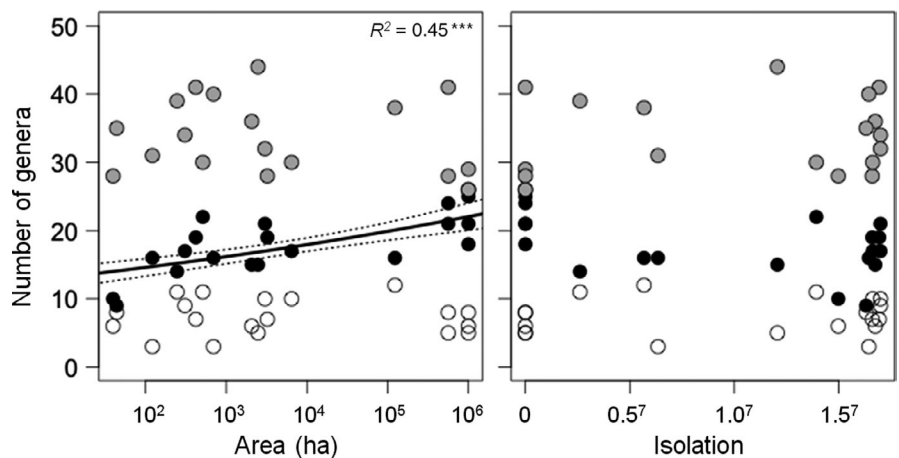 R² = 0.45***
50
40
30
20
10
0
Number of genera
10² 10³ 10⁴ 10⁵ 10⁶
Area (ha)
0 0.5⁷ 1.0⁷ 1.5⁷
Isolation